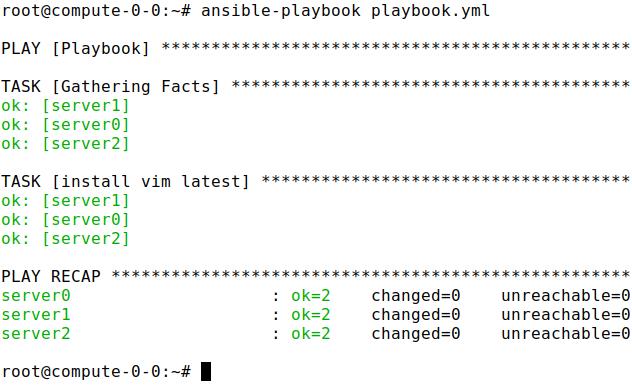 root@compute-0-0:~# ansible-playbook playbook.yml
PLAY [Playbook] ***********************************************
TASK [Gathering Facts] ****************************************
ok: [server1]
ok: [server0]
ok: [server2]
TASK [install vim latest] *************************************
ok: [server1]
ok: [server0]
ok: [server2]
PLAY RECAP ****************************************************
server0                    : ok=2    changed=0    unreachable=0
server1                    : ok=2    changed=0    unreachable=0
server2                    : ok=2    changed=0    unreachable=0
root@compute-0-0:~#